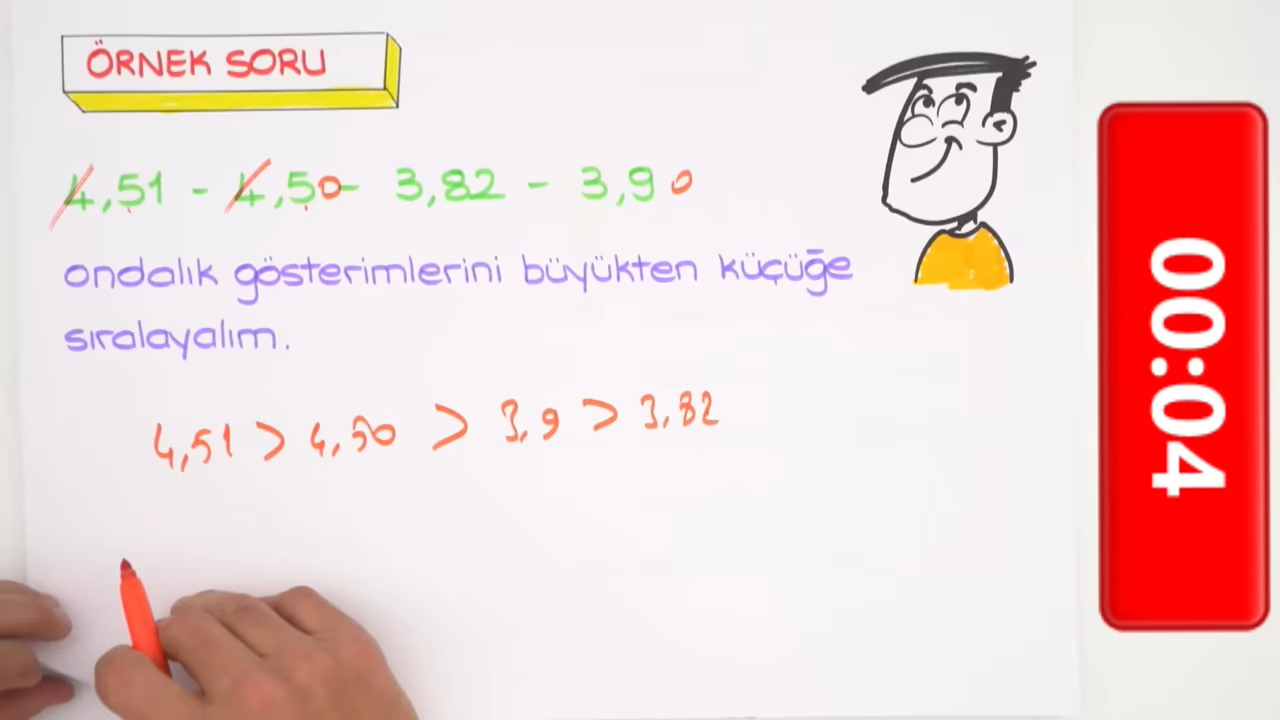 ÖRNEK SORU
4,51 - 4,50 - 3,82 - 3,90
ondalık gösterimlerini büyükten küçüğe
sıralayalım.
4,51 > 4,50 > 3,9 > 3,82
00:04